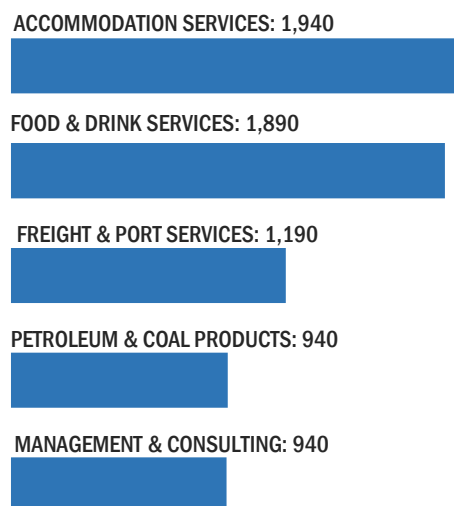 ACCOMMODATION SERVICES: 1,940
FOOD & DRINK SERVICES: 1,890
FREIGHT & PORT SERVICES: 1,190
PETROLEUM & COAL PRODUCTS: 940
MANAGEMENT & CONSULTING: 940